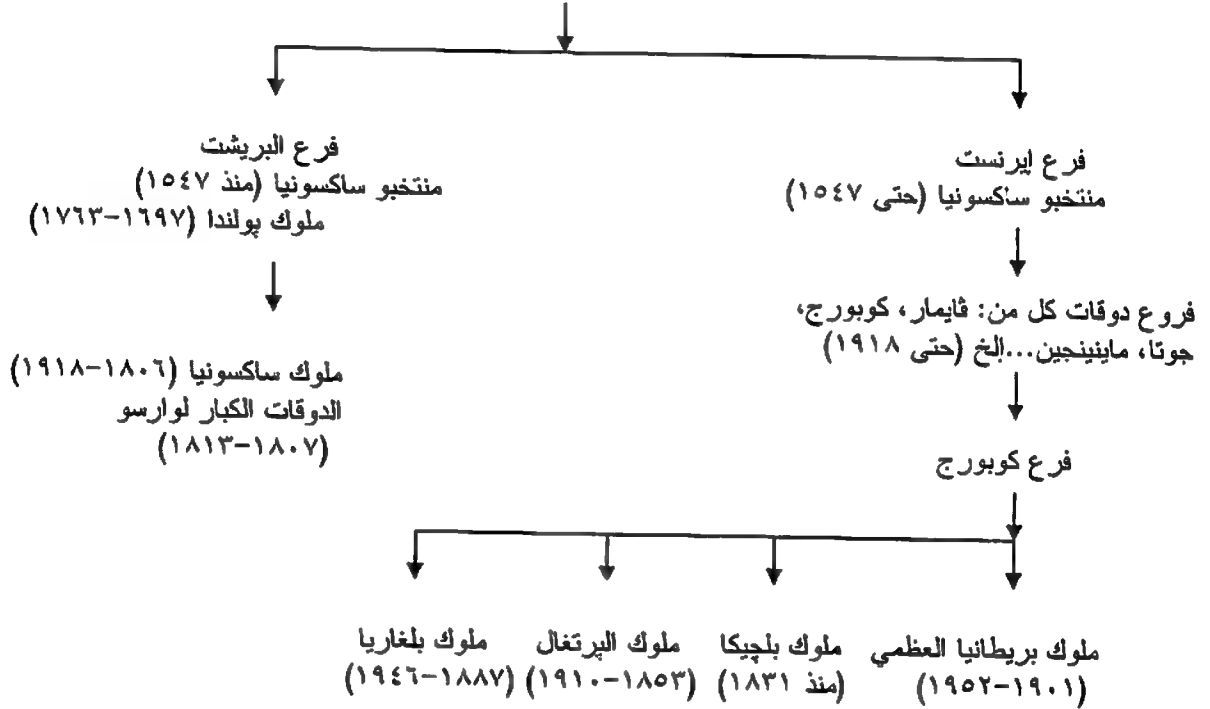 فرع إيرنست
منتخبو ساكسونيا (حتى ١٥٤٧)
فرع البريشت
منتخبو ساكسونيا (منذ ١٥٤٧)
ملوك پولندا (١٦٩٧-١٧٦٣)
فروع دوقات كل من: ڤايمار، كوبورج،
جوتا، ماينينجين...إلخ (حتى ١٩١٨)
ملوك ساكسونيا (١٨٠٦-١٩١٨)
الدوقات الكبار لوارسو
(١٨٠٧-١٨١٣)
فرع كوبورج
ملوك بريطانيا العظمي
(١٩٠١-١٩٥٢)
ملوك بلچيكا
(منذ ١٨٣١)
ملوك الپرتغال
(١٨٥٣-١٩١٠)
ملوك بلغاريا
(١٨٨٧-١٩٤٦)